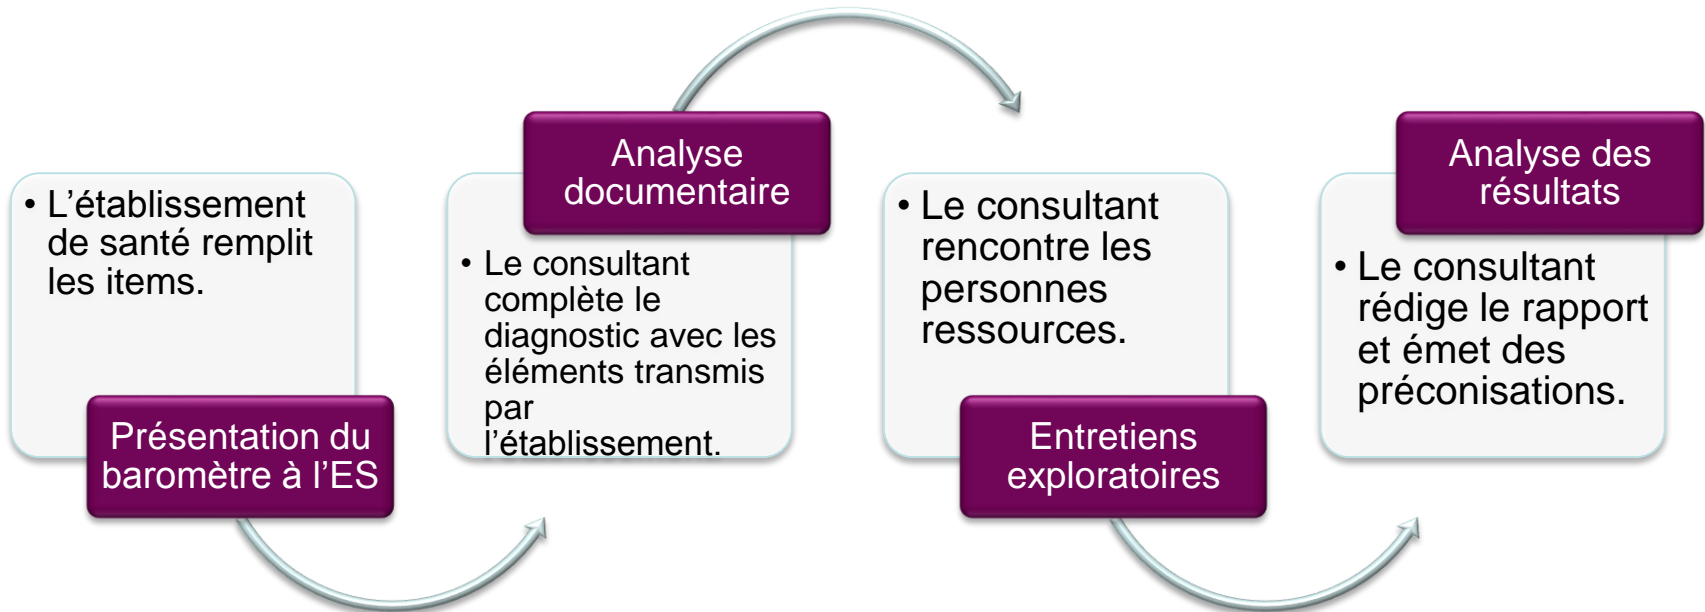 • L’établissement
de santé remplit
les items.
Présentation du
baromètre à l’ES
Analyse
documentaire
• Le consultant
complète le
diagnostic avec les
éléments transmis
par
l’établissement.
• Le consultant
rencontre les
personnes
ressources.
Entretiens
exploratoires
Analyse des
résultats
• Le consultant
rédige le rapport
et émet des
préconisations.